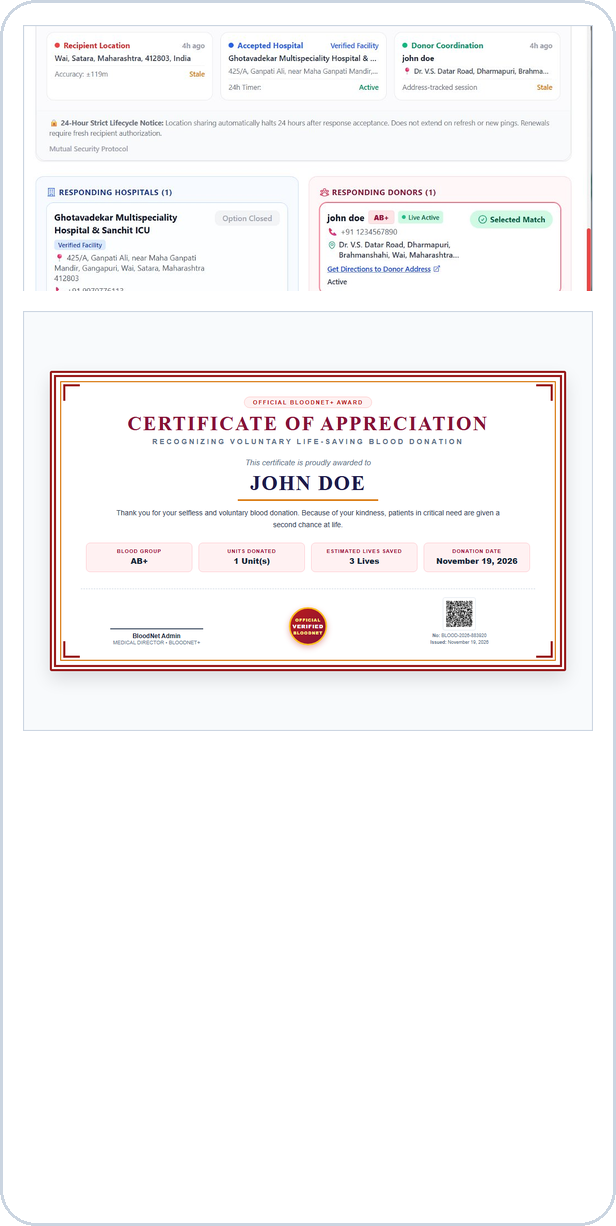 Recipient Location 4h ago
Wai, Satara, Maharashtra, 412803, India
Accuracy: ±119m Stale
Accepted Hospital Verified Facility
Ghotavadekar Multispeciality Hospital & ...
425/A, Ganpati Ali, near Maha Ganpati Mandir,...
24h Timer: Active
Donor Coordination 4h ago
john doe
Dr. V.S. Datar Road, Dharmapuri, Brahma...
Address-tracked session Stale
24-Hour Strict Lifecycle Notice: Location sharing automatically halts 24 hours after response acceptance. Does not extend on refresh or new pings. Renewals
require fresh recipient authorization.
Mutual Security Protocol
RESPONDING HOSPITALS (1)
Ghotavadekar Multispeciality
Hospital & Sanchit ICU
Option Closed
Verified Facility
425/A, Ganpati Ali, near Maha Ganpati
Mandir, Gangapuri, Wai, Satara, Maharashtra
412803
RESPONDING DONORS (1)
john doe AB+ Live Active
Selected Match
+91 1234567890
Dr. V.S. Datar Road, Dharmapuri,
Brahmanshahi, Wai, Maharashtra...
Get Directions to Donor Address
Active
OFFICIAL BLOODNET+ AWARD
CERTIFICATE OF APPRECIATION
RECOGNIZING VOLUNTARY LIFE-SAVING BLOOD DONATION
This certificate is proudly awarded to
JOHN DOE
Thank you for your selfless and voluntary blood donation. Because of your kindness, patients in critical need are given a
second chance at life.
BLOOD GROUP
AB+
UNITS DONATED
1 Unit(s)
ESTIMATED LIVES SAVED
3 Lives
DONATION DATE
November 19, 2026
BloodNet Admin
MEDICAL DIRECTOR • BLOODNET+
OFFICIAL
VERIFIED
BLOODNET
No: BLOOD-2026-893920
Issued: November 19, 2026